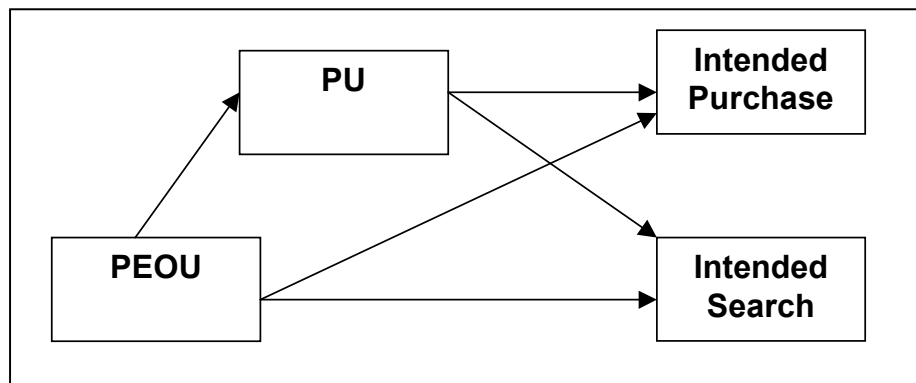 PU
Intended
Purchase
PEOU
Intended
Search